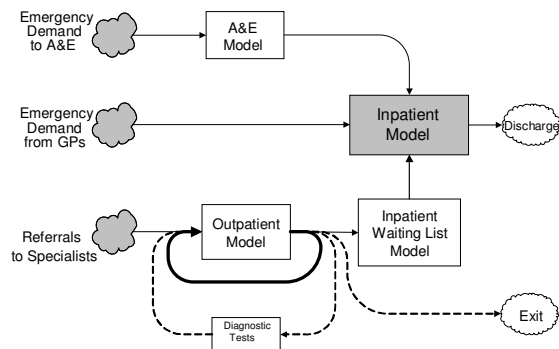 Emergency
Demand
to A&E
A&E
Model
Emergency
Demand
from GPs
Inpatient
Model
Discharge
Referrals
to Specialists
Outpatient
Model
Inpatient
Waiting List
Model
Diagnostic
Tests
Exit